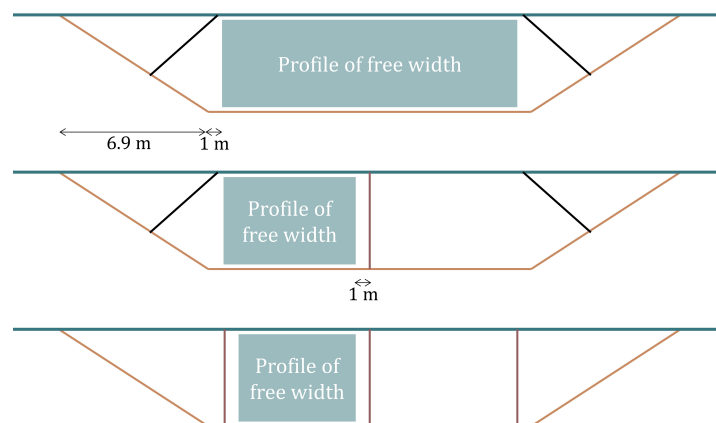 Profile of free width
6.9 m
1 m
Profile of
free width
1 m
Profile of
free width